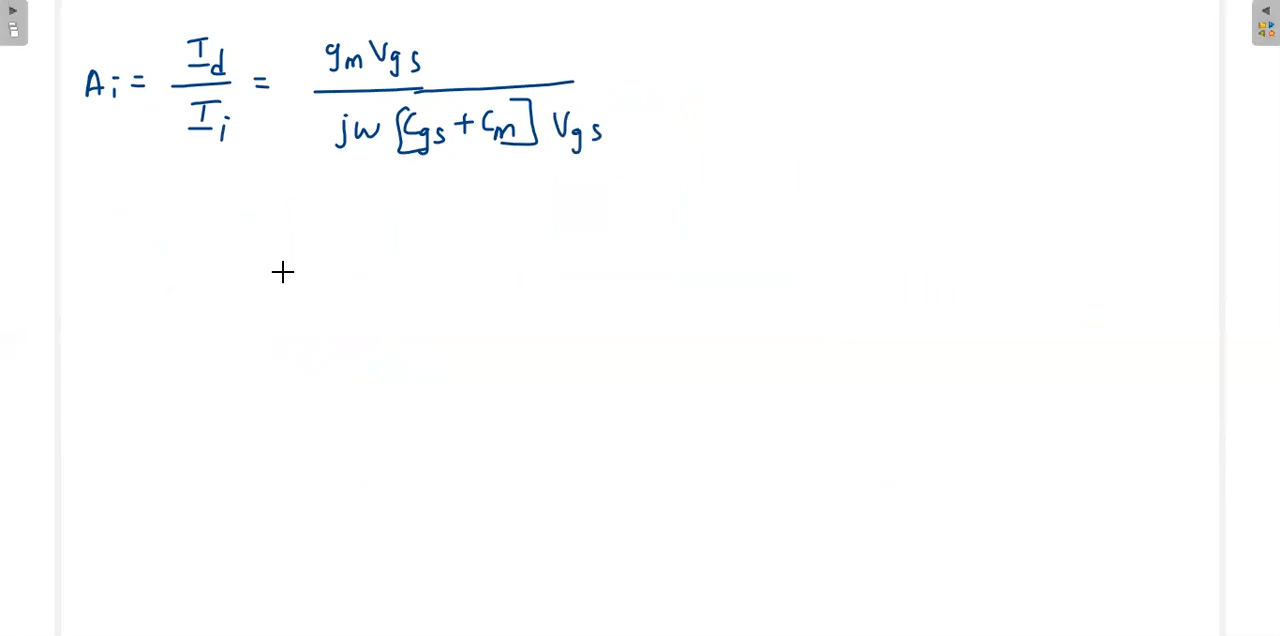 Ai = Id / Ii = gm Vgs / jw [Cgs + Cm] Vgs